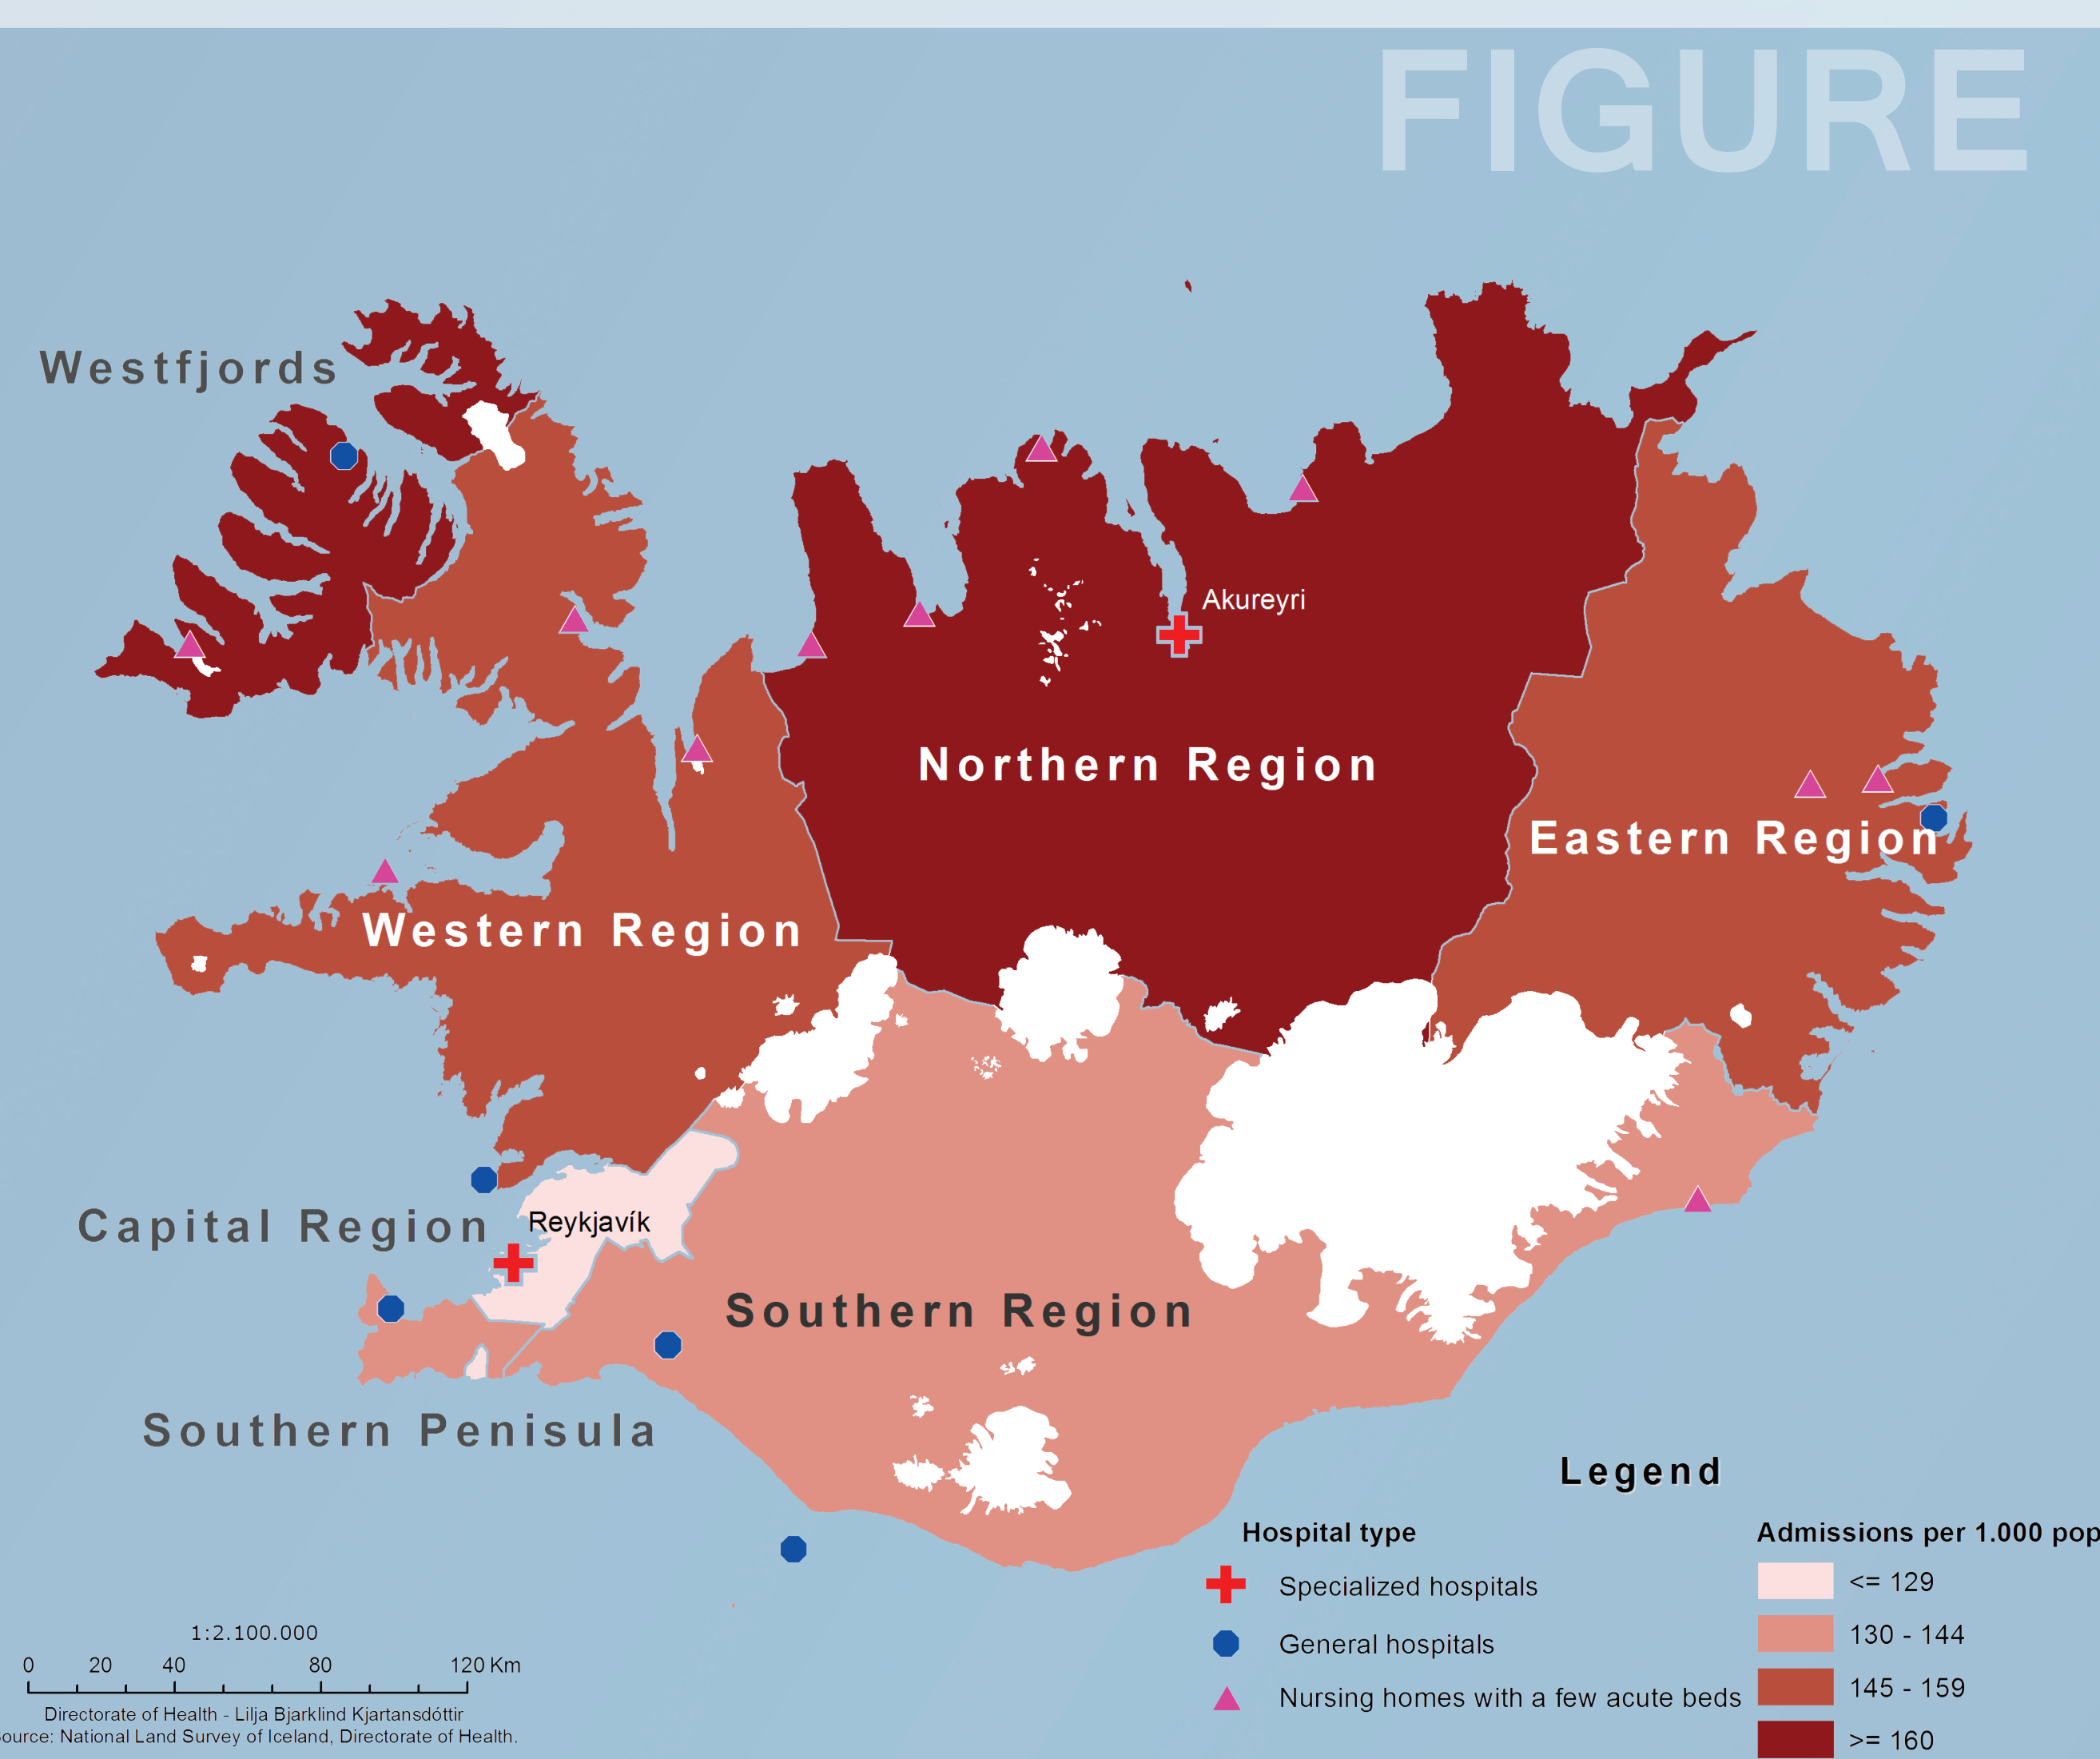 FIGURE
Westfjords
Akureyri
Northern Region
Eastern Region
Western Region
Capital Region
Reykjavík
Southern Region
Southern Penisula
Legend
Hospital type
Specialized hospitals
General hospitals
Nursing homes with a few acute beds
Admissions per 1.000 pop
<= 129
130 - 144
145 - 159
>= 160
1:2.100.000
0 20 40 80 120 Km
Directorate of Health - Lilja Bjarklind Kjartansdóttir
ource: National Land Survey of Iceland, Directorate of Health.